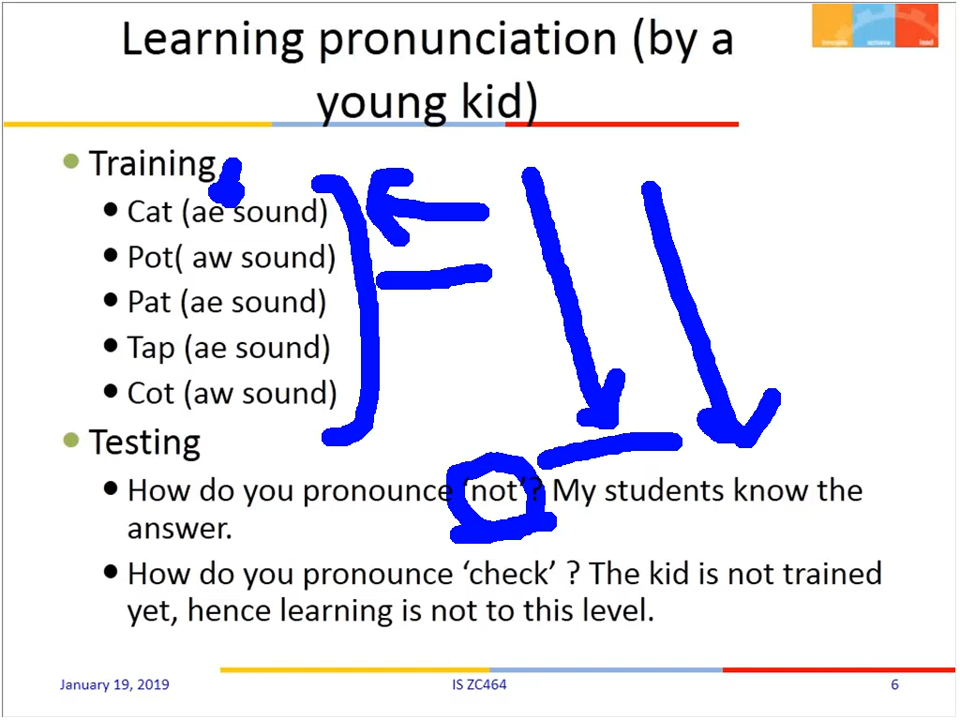 Learning pronunciation (by a
young kid)
Training
Cat (ae sound)
Pot( aw sound)
Pat (ae sound)
Tap (ae sound)
Cot (aw sound)
Testing
How do you pronounce ‘not’? My students know the
answer.
How do you pronounce ‘check’ ? The kid is not trained
yet, hence learning is not to this level.
January 19, 2019
IS ZC464
6